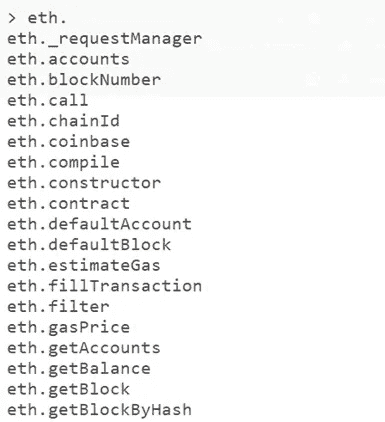 > eth.
eth._requestManager
eth.accounts
eth.blockNumber
eth.call
eth.chainId
eth.coinbase
eth.compile
eth.constructor
eth.contract
eth.defaultAccount
eth.defaultBlock
eth.estimateGas
eth.fillTransaction
eth.filter
eth.gasPrice
eth.getAccounts
eth.getBalance
eth.getBlock
eth.getBlockByHash